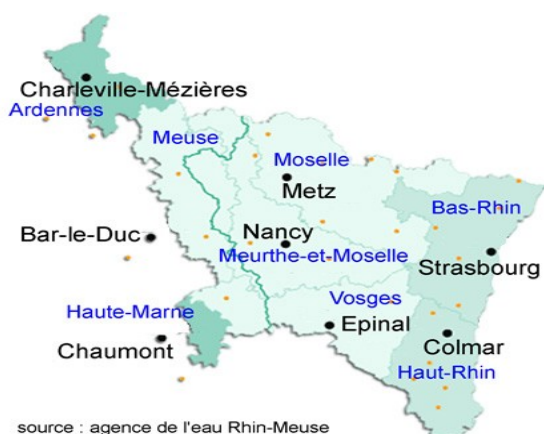 Charleville-Mézières
Ardennes
Meuse
Moselle
Metz
Bas-Rhin
Bar-le-Duc
Nancy
Meurthe-et-Moselle
Strasbourg
Haute-Marne
Vosges
Epinal
Chaumont
Colmar
Haut-Rhin
source : agence de l'eau Rhin-Meuse